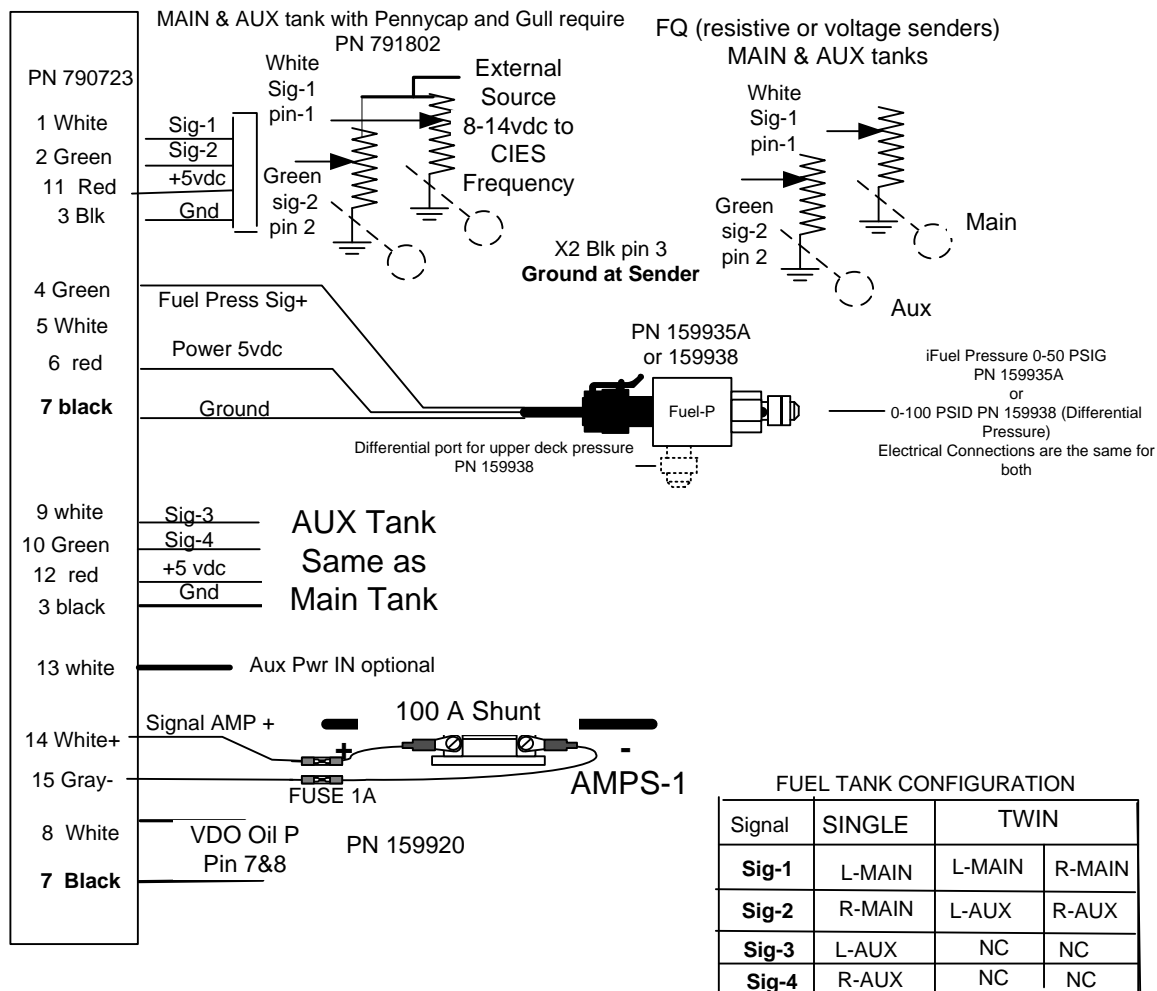 MAIN & AUX tank with Pennycap and Gull require
PN 791802
FQ (resistive or voltage senders)
MAIN & AUX tanks
PN 790723
1 White
2 Green
11 Red
3 Blk
Sig-1
Sig-2
+5vdc
Gnd
White
Sig-1
pin-1
Green
sig-2
pin 2
External
Source
8-14vdc to
CIES
Frequency
White
Sig-1
pin-1
Green
sig-2
pin 2
Main
Aux
X2 Blk pin 3
Ground at Sender
4 Green
5 White
6 red
7 black
Fuel Press Sig+
Power 5vdc
Ground
PN 159935A
or 159938
Fuel-P
Differential port for upper deck pressure
PN 159938
iFuel Pressure 0-50 PSIG
PN 159935A
or
0-100 PSID PN 159938 (Differential
Pressure)
Electrical Connections are the same for
both
9 white
10 Green
12 red
3 black
Sig-3
Sig-4
+5 vdc
Gnd
AUX Tank
Same as
Main Tank
13 white
Aux Pwr IN optional
14 White+
15 Gray-
Signal AMP +
100 A Shunt
+
-
AMPS-1
FUSE 1A
8 White
7 Black
VDO Oil P
Pin 7&8
PN 159920
FUEL TANK CONFIGURATION
Signal SINGLE TWIN
Sig-1 L-MAIN L-MAIN R-MAIN
Sig-2 R-MAIN L-AUX R-AUX
Sig-3 L-AUX NC NC
Sig-4 R-AUX NC NC